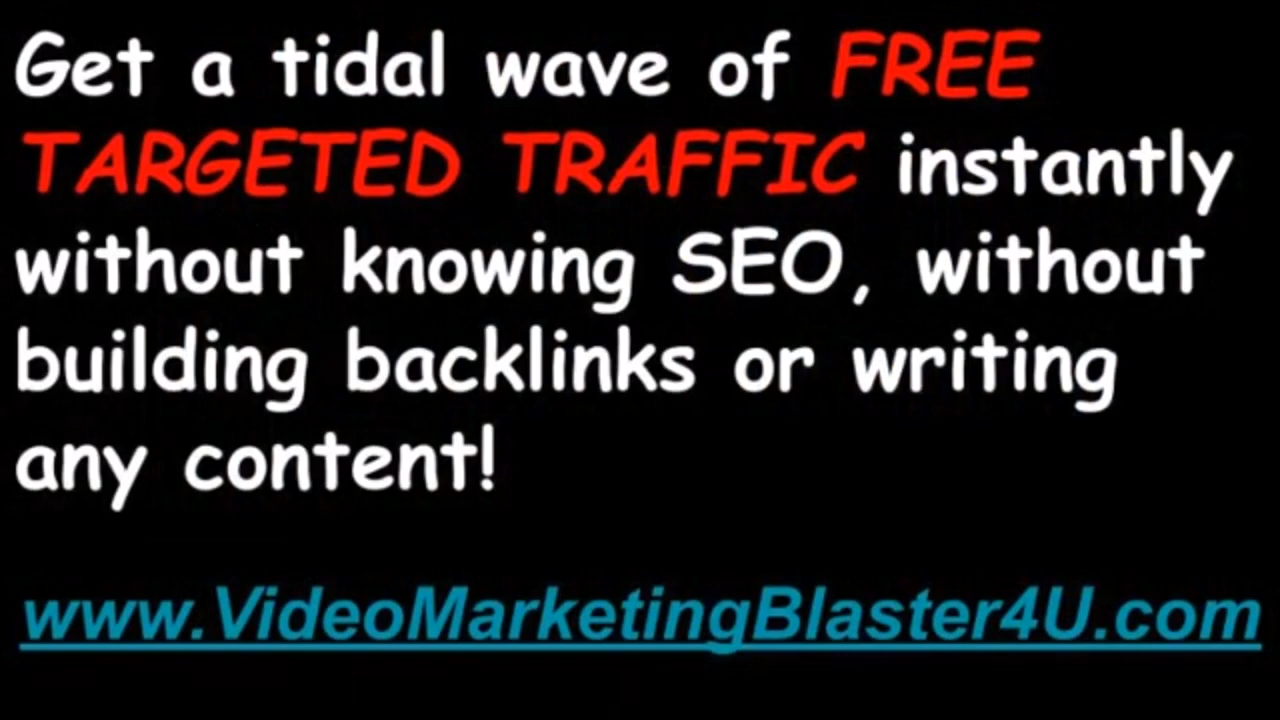 Get a tidal wave of FREE
TARGETED TRAFFIC instantly
without knowing SEO, without
building backlinks or writing
any content!
www.VideoMarketingBlaster4U.com